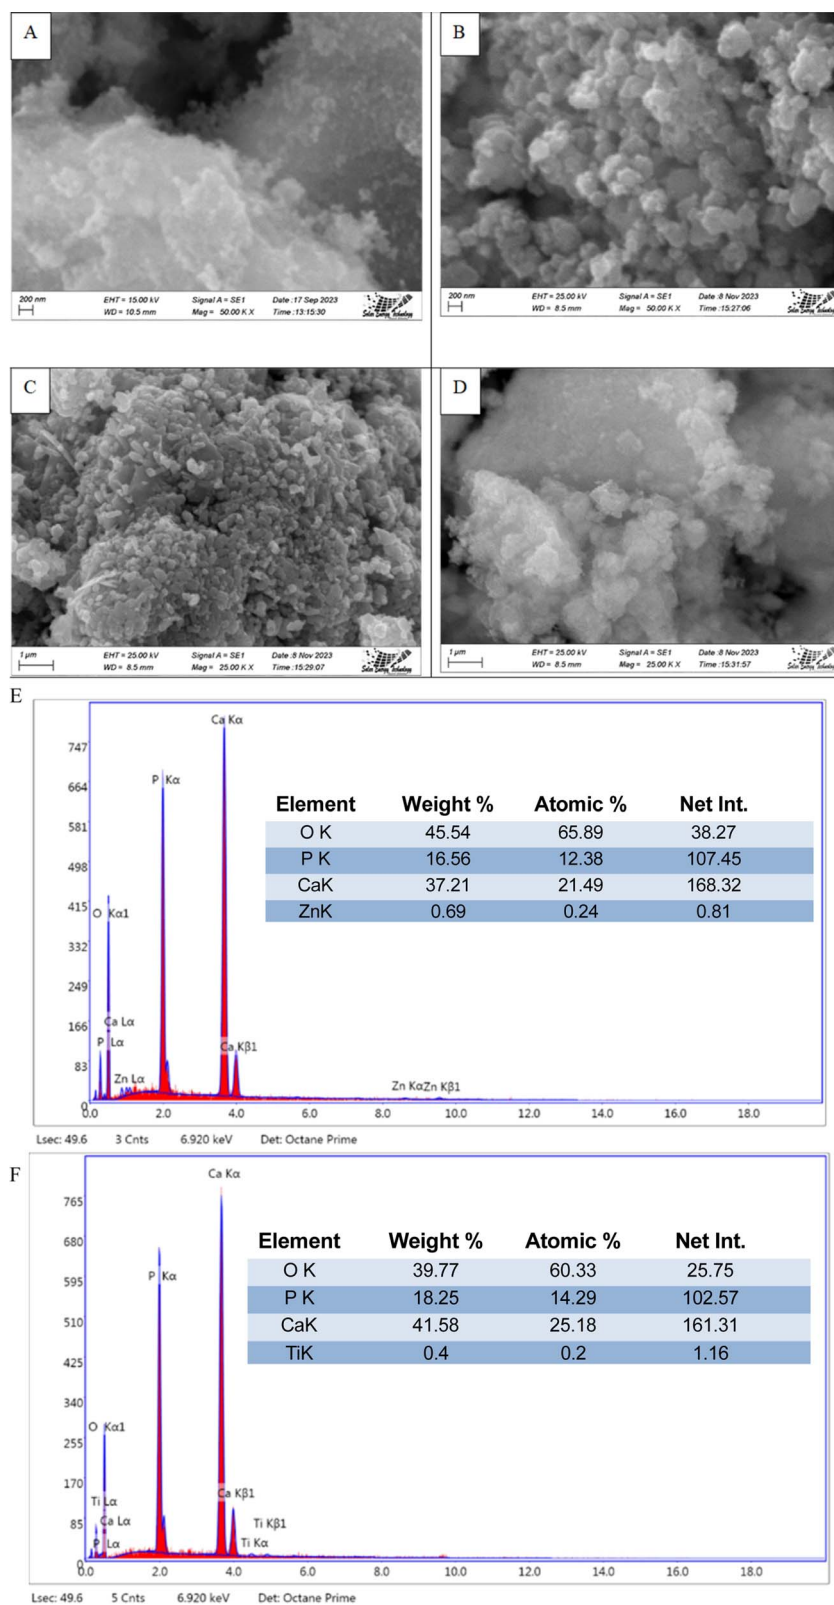 A
200 nm EHT = 15.00 kV Signal A = SE1 Date :17 Sep 2023
WD = 10.5 mm Mag = 50.00 K X Time :13:15:30
Solar Energy Technology
B
200 nm EHT = 25.00 kV Signal A = SE1 Date :8 Nov 2023
WD = 8.5 mm Mag = 50.00 K X Time :15:27:06
Solar Energy Technology
C
1 µm EHT = 25.00 kV Signal A = SE1 Date :8 Nov 2023
WD = 8.5 mm Mag = 25.00 K X Time :15:29:07
D
1 µm EHT = 25.00 kV Signal A = SE1 Date :8 Nov 2023
WD = 8.5 mm Mag = 25.00 K X Time :15:31:57
E
Ca Kα
747
P Kα
664
581
498
415
O Kα1
332
249
166
Ca Lα
P Lα
Ca Kβ1
83
Zn Lα
Zn Kα Zn Kβ1
0
0.0 2.0 4.0 6.0 8.0 10.0 12.0 14.0 16.0 18.0
Element Weight % Atomic % Net Int.
O K 45.54 65.89 38.27
P K 16.56 12.38 107.45
CaK 37.21 21.49 168.32
ZnK 0.69 0.24 0.81
Lsec: 49.6 3 Cnts 6.920 keV Det: Octane Prime
F
Ca Kα
765
680
P Kα
595
510
425
340
O Kα1
255
170
Ti Lα
Ca Kβ1
Ca Lα
85
Ti Kβ1
P Lα
Ti Kα
0
0.0 2.0 4.0 6.0 8.0 10.0 12.0 14.0 16.0 18.0
Element Weight % Atomic % Net Int.
O K 39.77 60.33 25.75
P K 18.25 14.29 102.57
CaK 41.58 25.18 161.31
TiK 0.4 0.2 1.16
Lsec: 49.6 5 Cnts 6.920 keV Det: Octane Prime